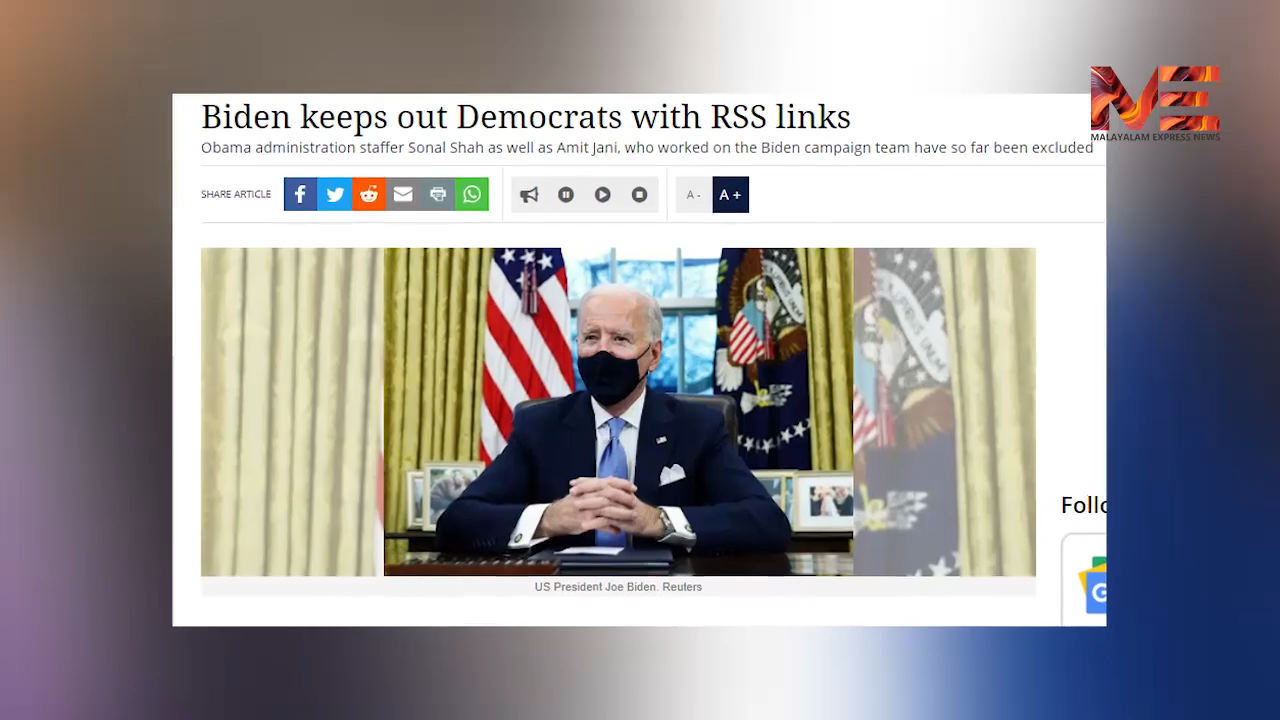 Biden keeps out Democrats with RSS links
Obama administration staffer Sonal Shah as well as Amit Jani, who worked on the Biden campaign team have so far been excluded
SHARE ARTICLE
A -
A +
US President Joe Biden. Reuters
ME
MALAYALAM EXPRESS NEWS
Follo
G